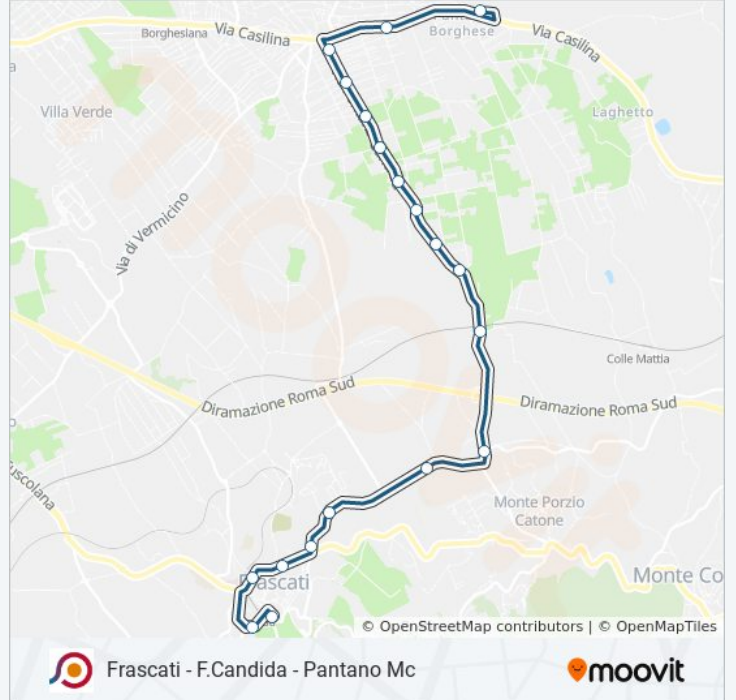 Borghesiana
Via Casilina
Borghese
Via Casilina
Villa Verde
Laghetto
Via di Vermicino
Colle Mattia
Diramazione Roma Sud
Diramazione Roma Sud
Monte Porzio
Catone
Frascati
Monte Co
© OpenStreetMap contributors | © OpenMapTiles
Frascati - F.Candida - Pantano Mc
moovit